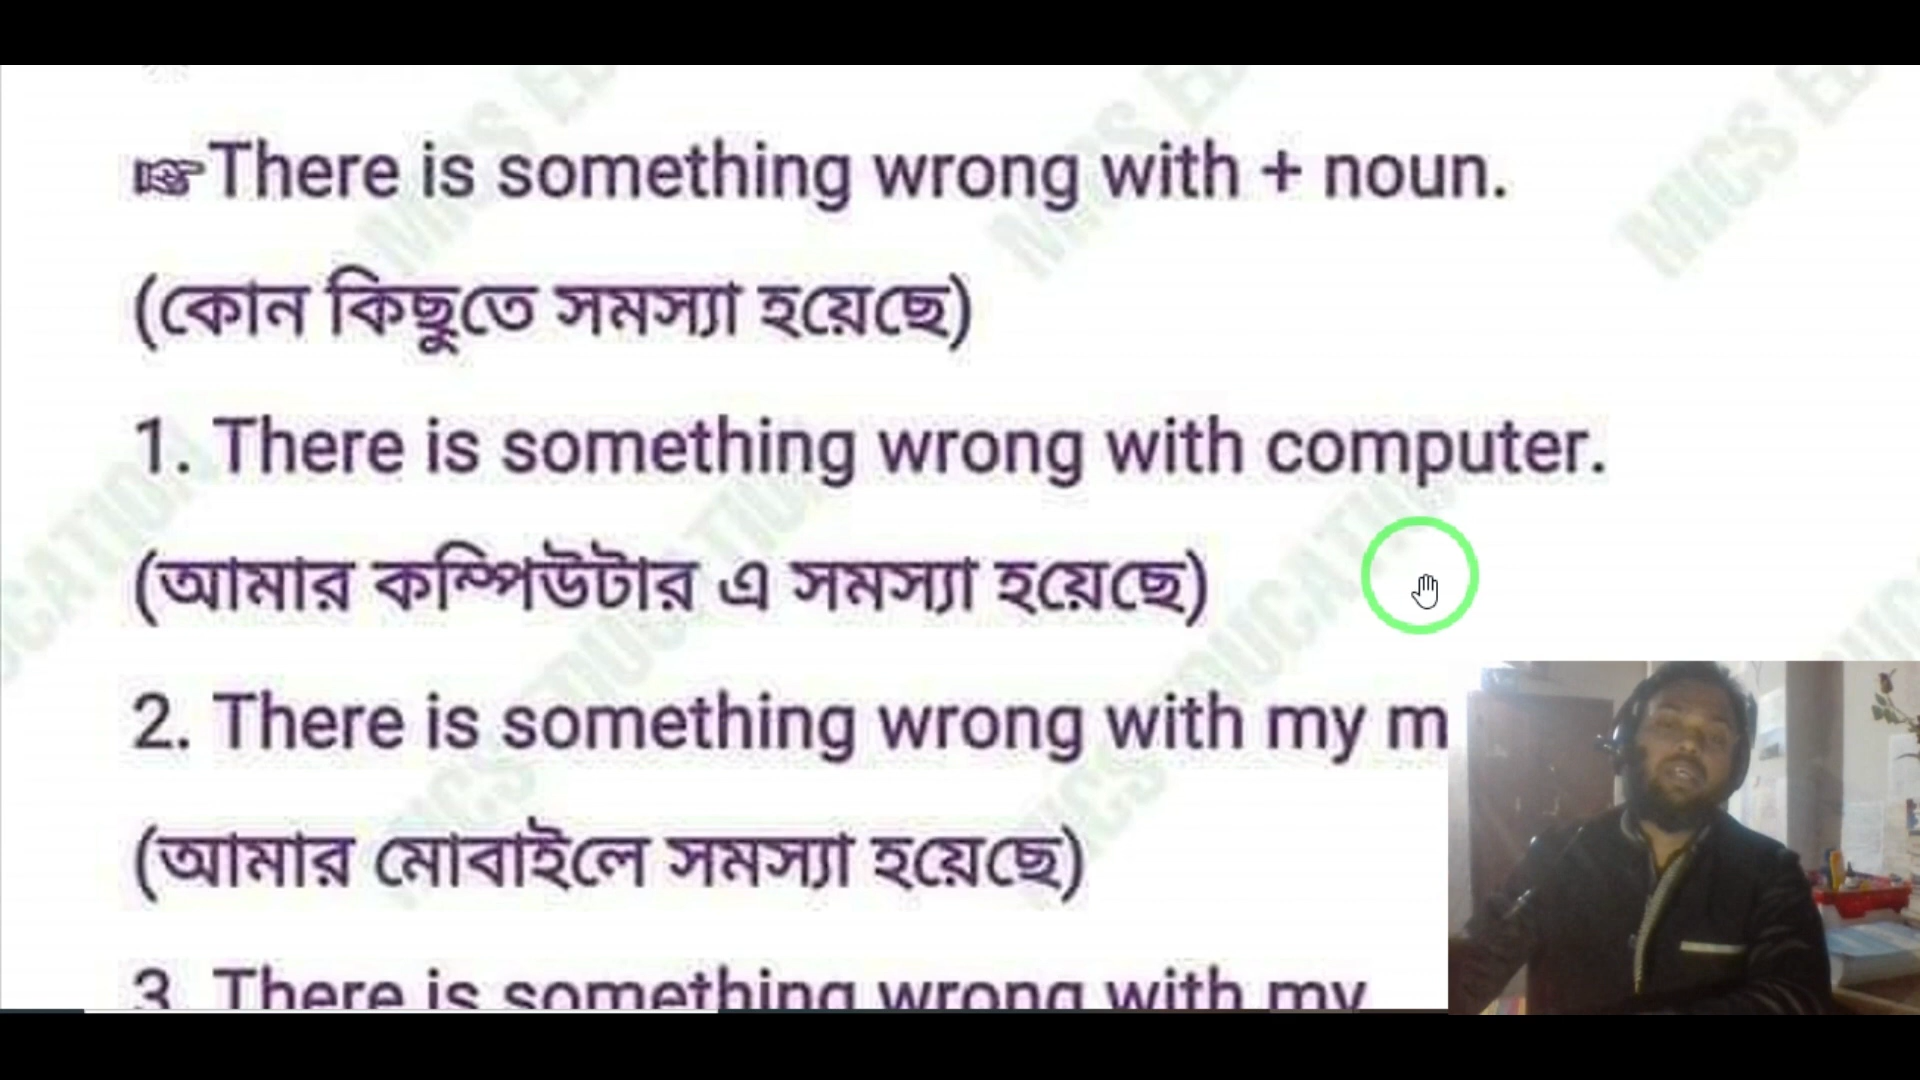 ☞There is something wrong with + noun.
(কোন কিছুতে সমস্যা হয়েছে)
1. There is something wrong with computer.
(আমার কম্পিউটার এ সমস্যা হয়েছে)
2. There is something wrong with my m
(আমার মোবাইলে সমস্যা হয়েছে)
3. There is something wrong with my
MICS EDUCATION